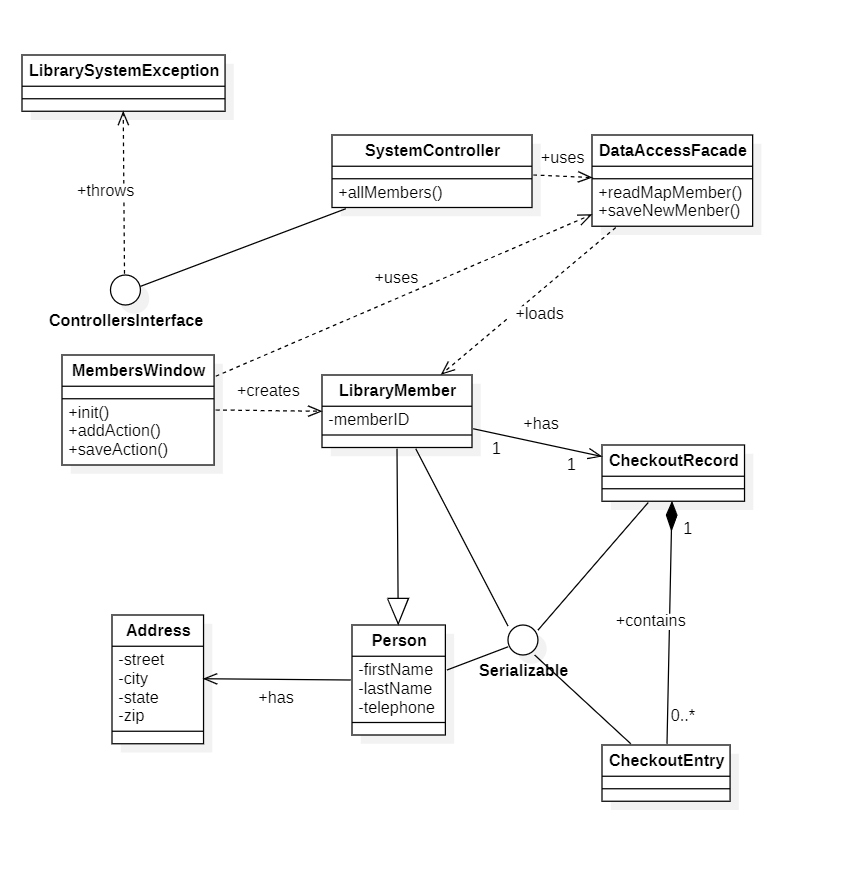 LibrarySystemException
SystemController
+allMembers()
+uses
DataAccessFacade
+readMapMember()
+saveNewMenber()
+throws
+uses
ControllersInterface
+loads
MembersWindow
+init()
+addAction()
+saveAction()
+creates
LibraryMember
-memberID
+has
1
1
CheckoutRecord
1
+contains
0..*
Address
-street
-city
-state
-zip
+has
Person
-firstName
-lastName
-telephone
Serializable
CheckoutEntry